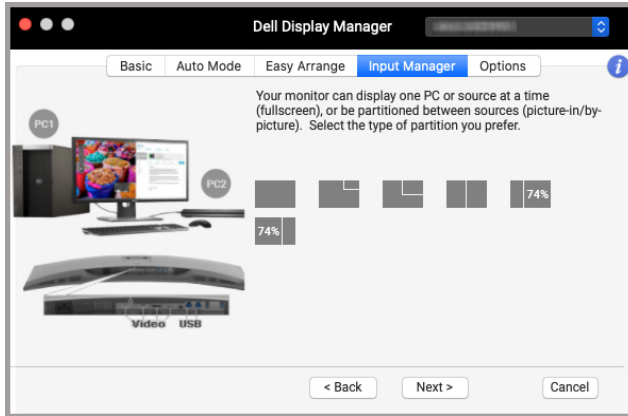 Dell Display Manager
Basic
Auto Mode
Easy Arrange
Input Manager
Options
i
Your monitor can display one PC or source at a time
(fullscreen), or be partitioned between sources (picture-in/by-
picture). Select the type of partition you prefer.
PC1
PC2
74%
74%
Video
USB
< Back
Next >
Cancel